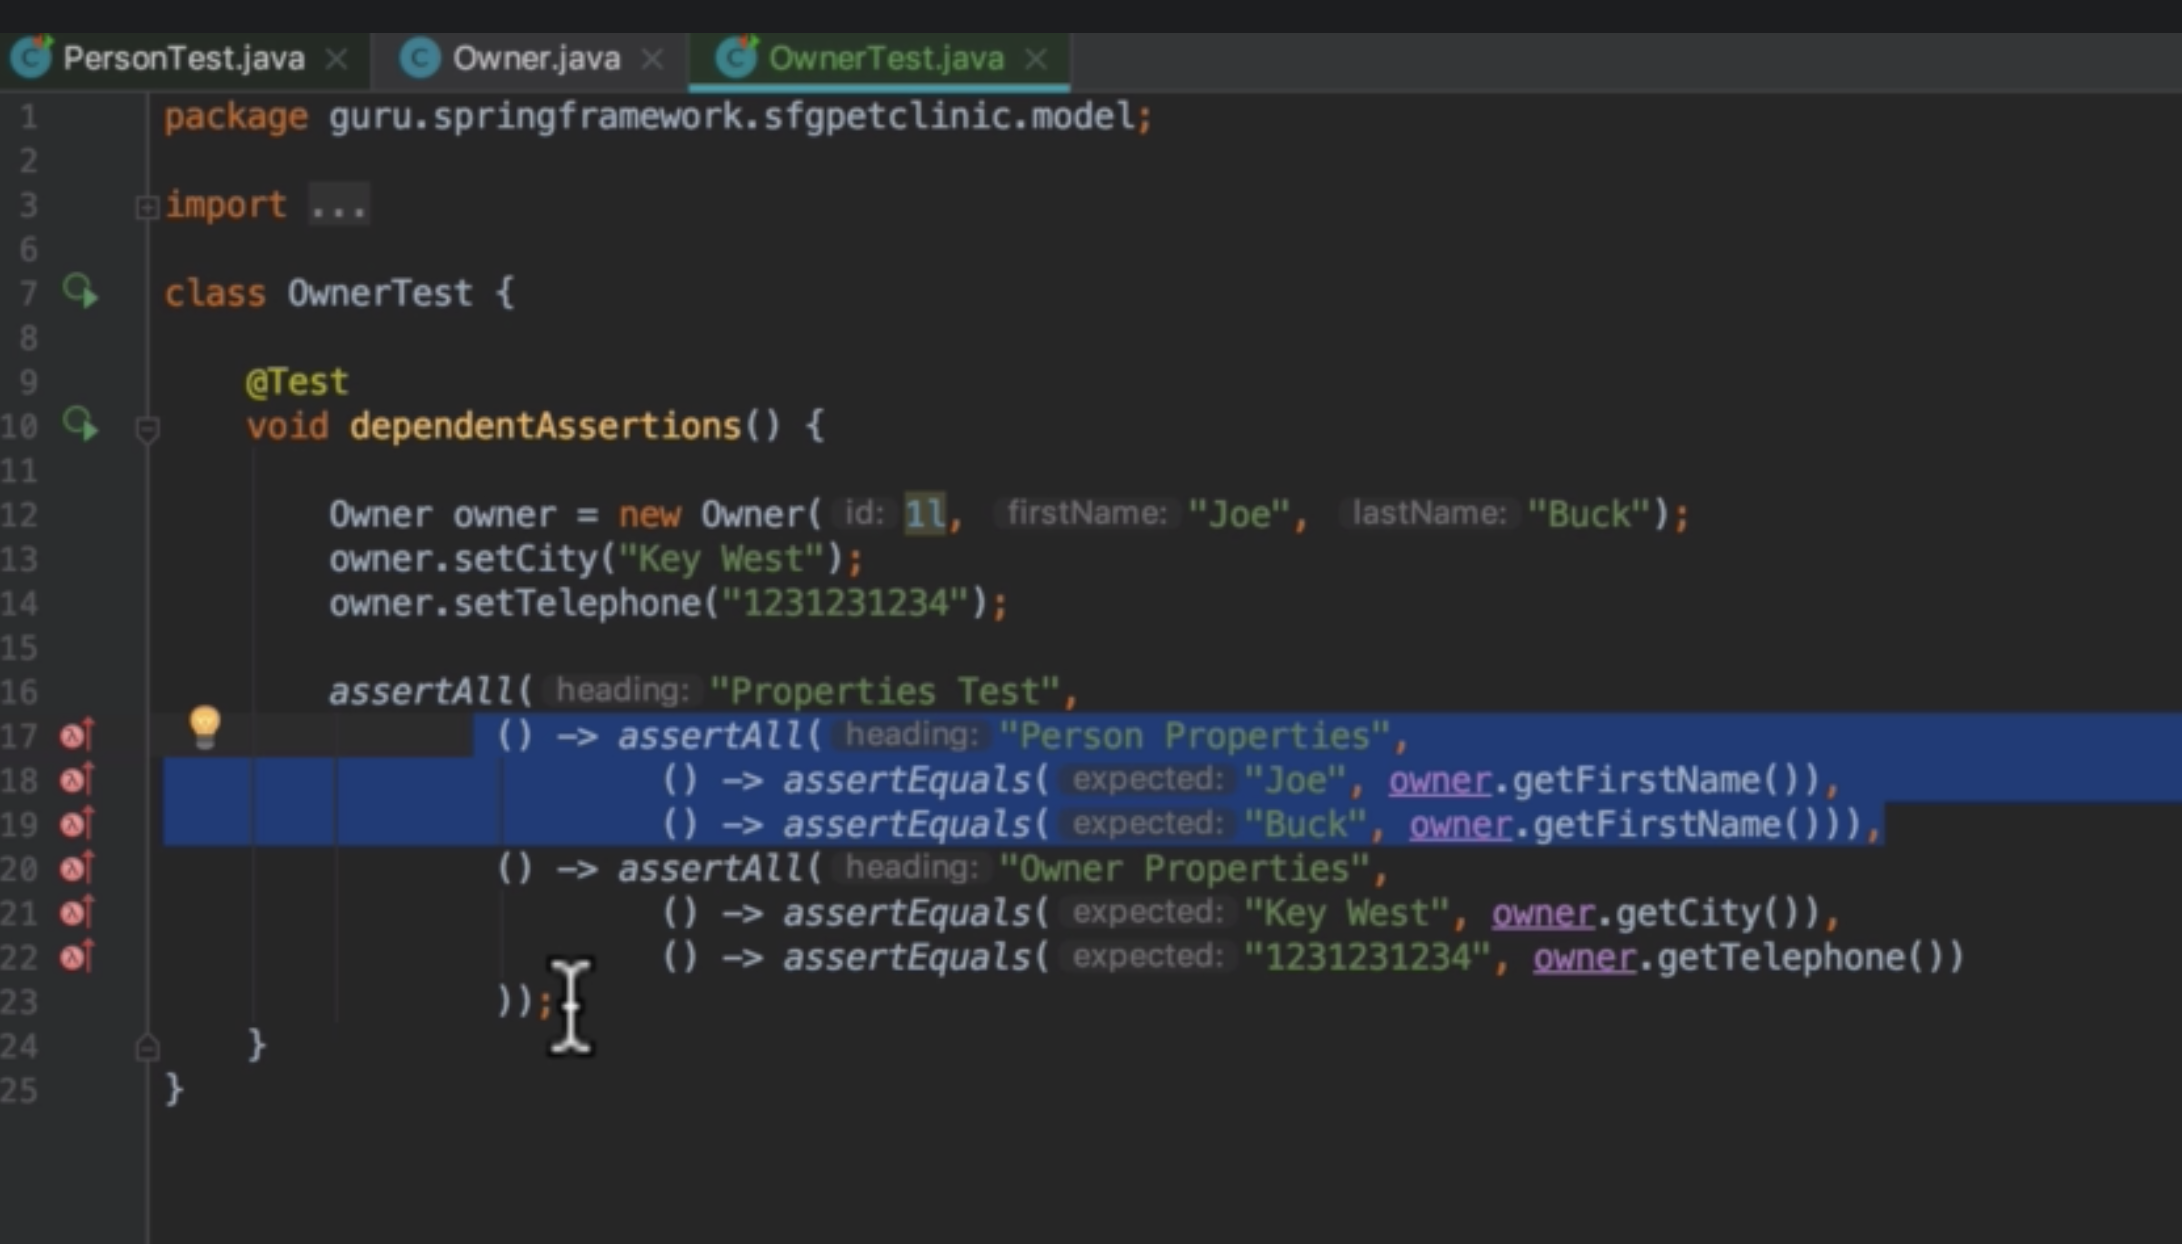 PersonTest.java Owner.java OwnerTest.java
1 package guru.springframework.sfgpetclinic.model;
2
3 import ...
6
7 class OwnerTest {
8
9 @Test
10 void dependentAssertions() {
11
12 Owner owner = new Owner( id: 1l, firstName: "Joe", lastName: "Buck");
13 owner.setCity("Key West");
14 owner.setTelephone("1231231234");
15
16 assertAll( heading: "Properties Test",
17 () -> assertAll( heading: "Person Properties",
18 () -> assertEquals( expected: "Joe", owner.getFirstName()),
19 () -> assertEquals( expected: "Buck", owner.getFirstName())),
20 () -> assertAll( heading: "Owner Properties",
21 () -> assertEquals( expected: "Key West", owner.getCity()),
22 () -> assertEquals( expected: "1231231234", owner.getTelephone())
23 ));
24 }
25 }